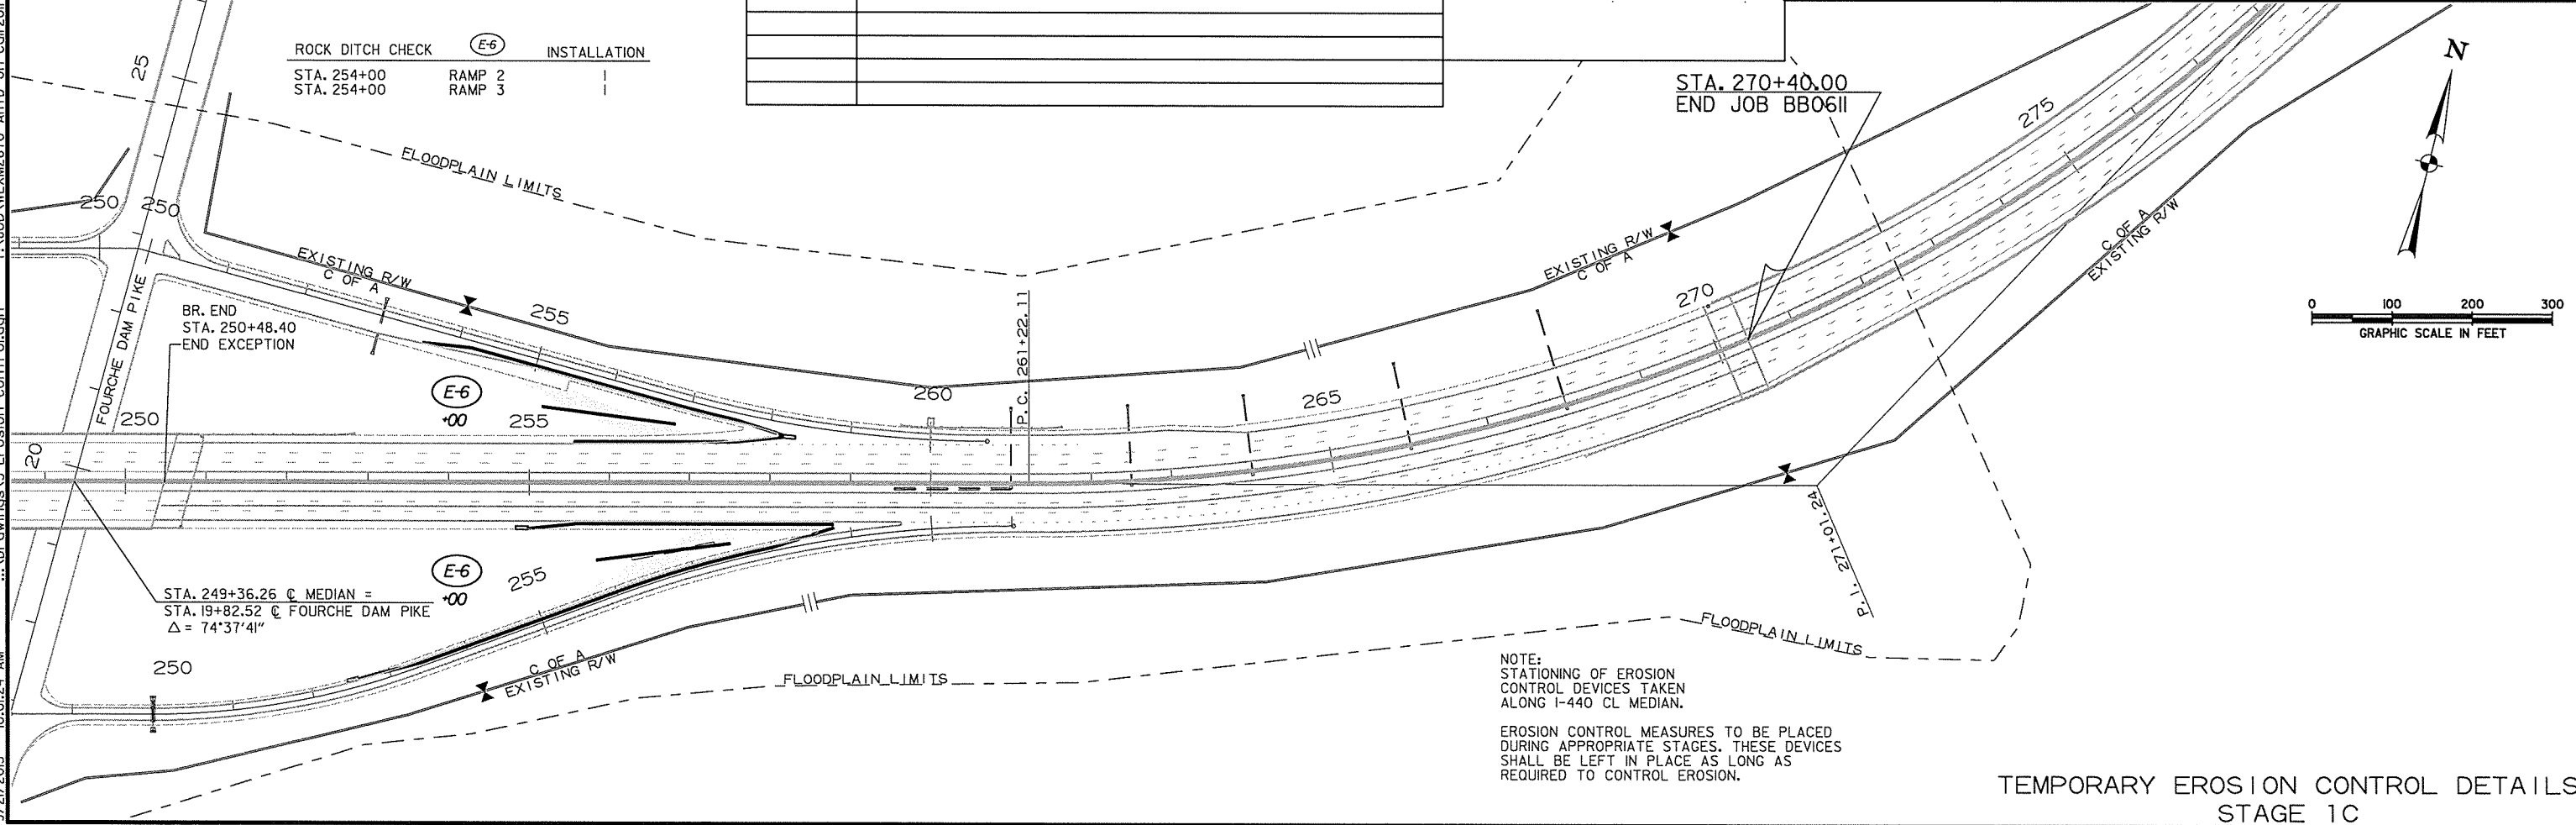 ROCK DITCH CHECK E-6 INSTALLATION
STA. 254+00 RAMP 2 1
STA. 254+00 RAMP 3 1
STA. 270+40.00
END JOB BB0611
N
25
275
FLOODPLAIN LIMITS
250 250
EXISTING R/W
C OF A
EXISTING R/W
C OF A
C OF A
EXISTING R/W
255
270
0 100 200 300
GRAPHIC SCALE IN FEET
BR. END
STA. 250+48.40
END EXCEPTION
FOURCHE DAM PIKE
P.C. 261+22.11
E-6
+00
260
265
250
255
20
P.I. 271+01.24
E-6
+00
255
STA. 249+36.26 ℄ MEDIAN =
STA. 19+82.52 ℄ FOURCHE DAM PIKE
Δ = 74°37'41"
250
C OF A
EXISTING R/W
FLOODPLAIN LIMITS
FLOODPLAIN LIMITS
NOTE:
STATIONING OF EROSION
CONTROL DEVICES TAKEN
ALONG I-440 CL MEDIAN.
EROSION CONTROL MEASURES TO BE PLACED
DURING APPROPRIATE STAGES. THESE DEVICES
SHALL BE LEFT IN PLACE AS LONG AS
REQUIRED TO CONTROL EROSION.
TEMPORARY EROSION CONTROL DETAILS
STAGE 1C